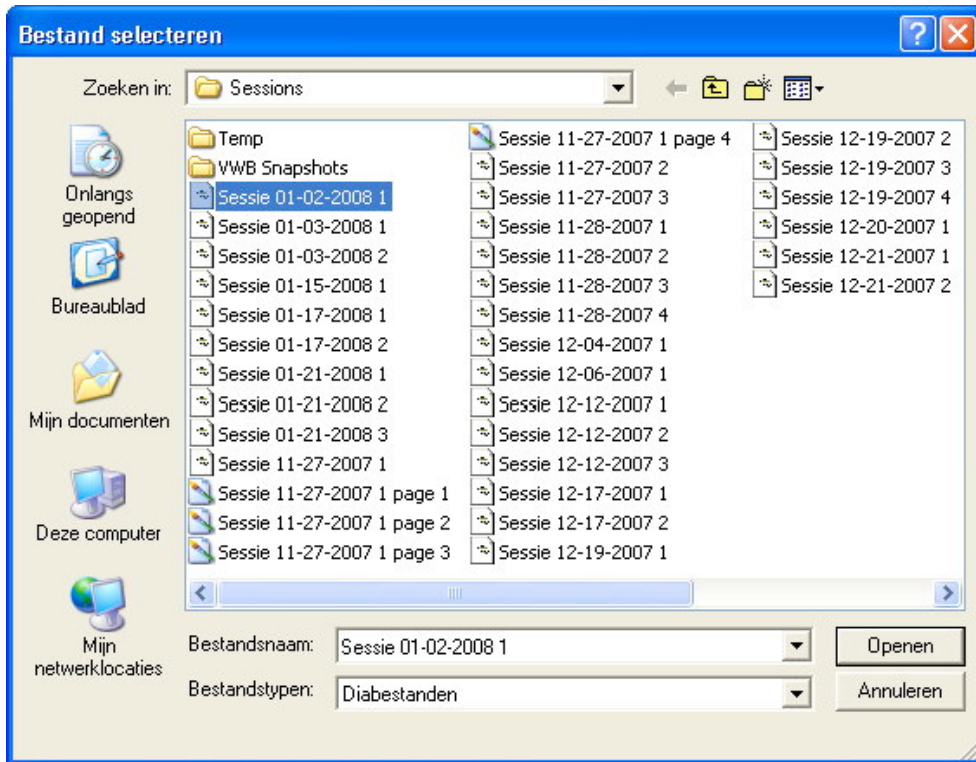 Bestand selecteren
Zoeken in:
Sessions
Onlangs
geopend
Bureaublad
Mijn documenten
Deze computer
Mijn
netwerklocaties
Temp
VWB Snapshots
Sessie 01-02-2008 1
Sessie 01-03-2008 1
Sessie 01-03-2008 2
Sessie 01-15-2008 1
Sessie 01-17-2008 1
Sessie 01-17-2008 2
Sessie 01-21-2008 1
Sessie 01-21-2008 2
Sessie 01-21-2008 3
Sessie 11-27-2007 1
Sessie 11-27-2007 1 page 1
Sessie 11-27-2007 1 page 2
Sessie 11-27-2007 1 page 3
Sessie 11-27-2007 1 page 4
Sessie 11-27-2007 2
Sessie 11-27-2007 3
Sessie 11-28-2007 1
Sessie 11-28-2007 2
Sessie 11-28-2007 3
Sessie 11-28-2007 4
Sessie 12-04-2007 1
Sessie 12-06-2007 1
Sessie 12-12-2007 1
Sessie 12-12-2007 2
Sessie 12-12-2007 3
Sessie 12-17-2007 1
Sessie 12-17-2007 2
Sessie 12-19-2007 1
Sessie 12-19-2007 2
Sessie 12-19-2007 3
Sessie 12-19-2007 4
Sessie 12-20-2007 1
Sessie 12-21-2007 1
Sessie 12-21-2007 2
Bestandsnaam:
Sessie 01-02-2008 1
Openen
Bestandstypen:
Diabestanden
Annuleren